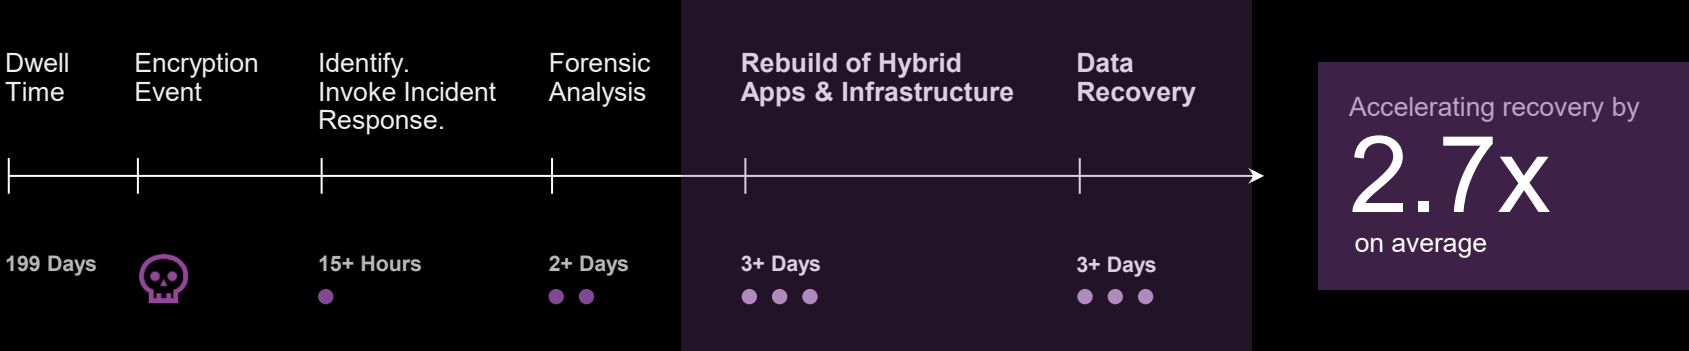 Dwell
Time
Encryption
Event
Identify.
Invoke Incident
Response.
Forensic
Analysis
Rebuild of Hybrid
Apps & Infrastructure
Data
Recovery
199 Days
15+ Hours
2+ Days
3+ Days
3+ Days
Accelerating recovery by
2.7x
on average